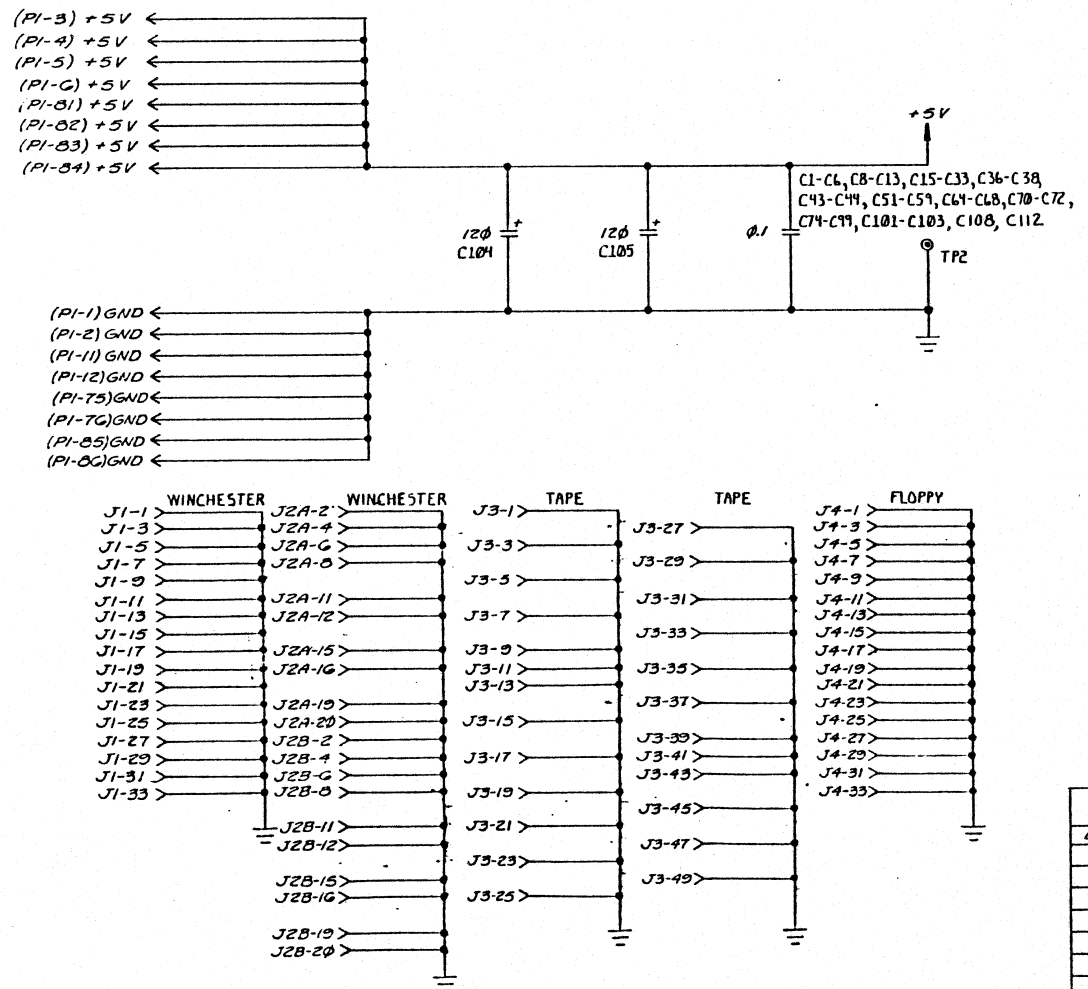 (P1-3) +5V
(P1-4) +5V
(P1-5) +5V
(P1-6) +5V
(P1-81) +5V
(P1-82) +5V
(P1-83) +5V
(P1-84) +5V
+5V
C1-C6, C8-C13, C15-C33, C36-C38,
C43-C44, C51-C59, C64-C68, C70-C72,
C74-C99, C101-C103, C108, C112
120
C104
120
C105
0.1
TP2
(P1-1) GND
(P1-2) GND
(P1-11) GND
(P1-12) GND
(P1-75) GND
(P1-76) GND
(P1-85) GND
(P1-86) GND
WINCHESTER
J1-1
J1-3
J1-5
J1-7
J1-9
J1-11
J1-13
J1-15
J1-17
J1-19
J1-21
J1-23
J1-25
J1-27
J1-29
J1-31
J1-33
WINCHESTER
J2A-2
J2A-4
J2A-6
J2A-8
J2A-11
J2A-12
J2A-15
J2A-16
J2A-19
J2A-20
J2B-2
J2B-4
J2B-6
J2B-8
J2B-11
J2B-12
J2B-15
J2B-16
J2B-19
J2B-20
TAPE
J3-1
J3-3
J3-5
J3-7
J3-9
J3-11
J3-13
J3-15
J3-17
J3-19
J3-21
J3-23
J3-25
TAPE
J3-27
J3-29
J3-31
J3-33
J3-35
J3-37
J3-39
J3-41
J3-43
J3-45
J3-47
J3-49
FLOPPY
J4-1
J4-3
J4-5
J4-7
J4-9
J4-11
J4-13
J4-15
J4-17
J4-19
J4-21
J4-23
J4-25
J4-27
J4-29
J4-31
J4-33